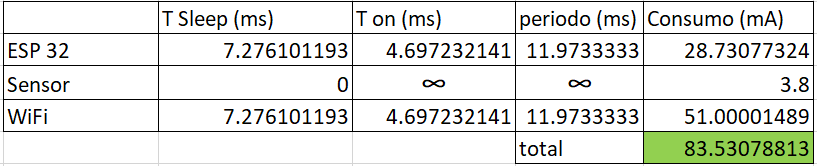 T Sleep (ms) T on (ms) periodo (ms) Consumo (mA)
ESP 32 7.276101193 4.697232141 11.9733333 28.73077324
Sensor 0 ∞ ∞ 3.8
WiFi 7.276101193 4.697232141 11.9733333 51.00001489
total 83.53078813